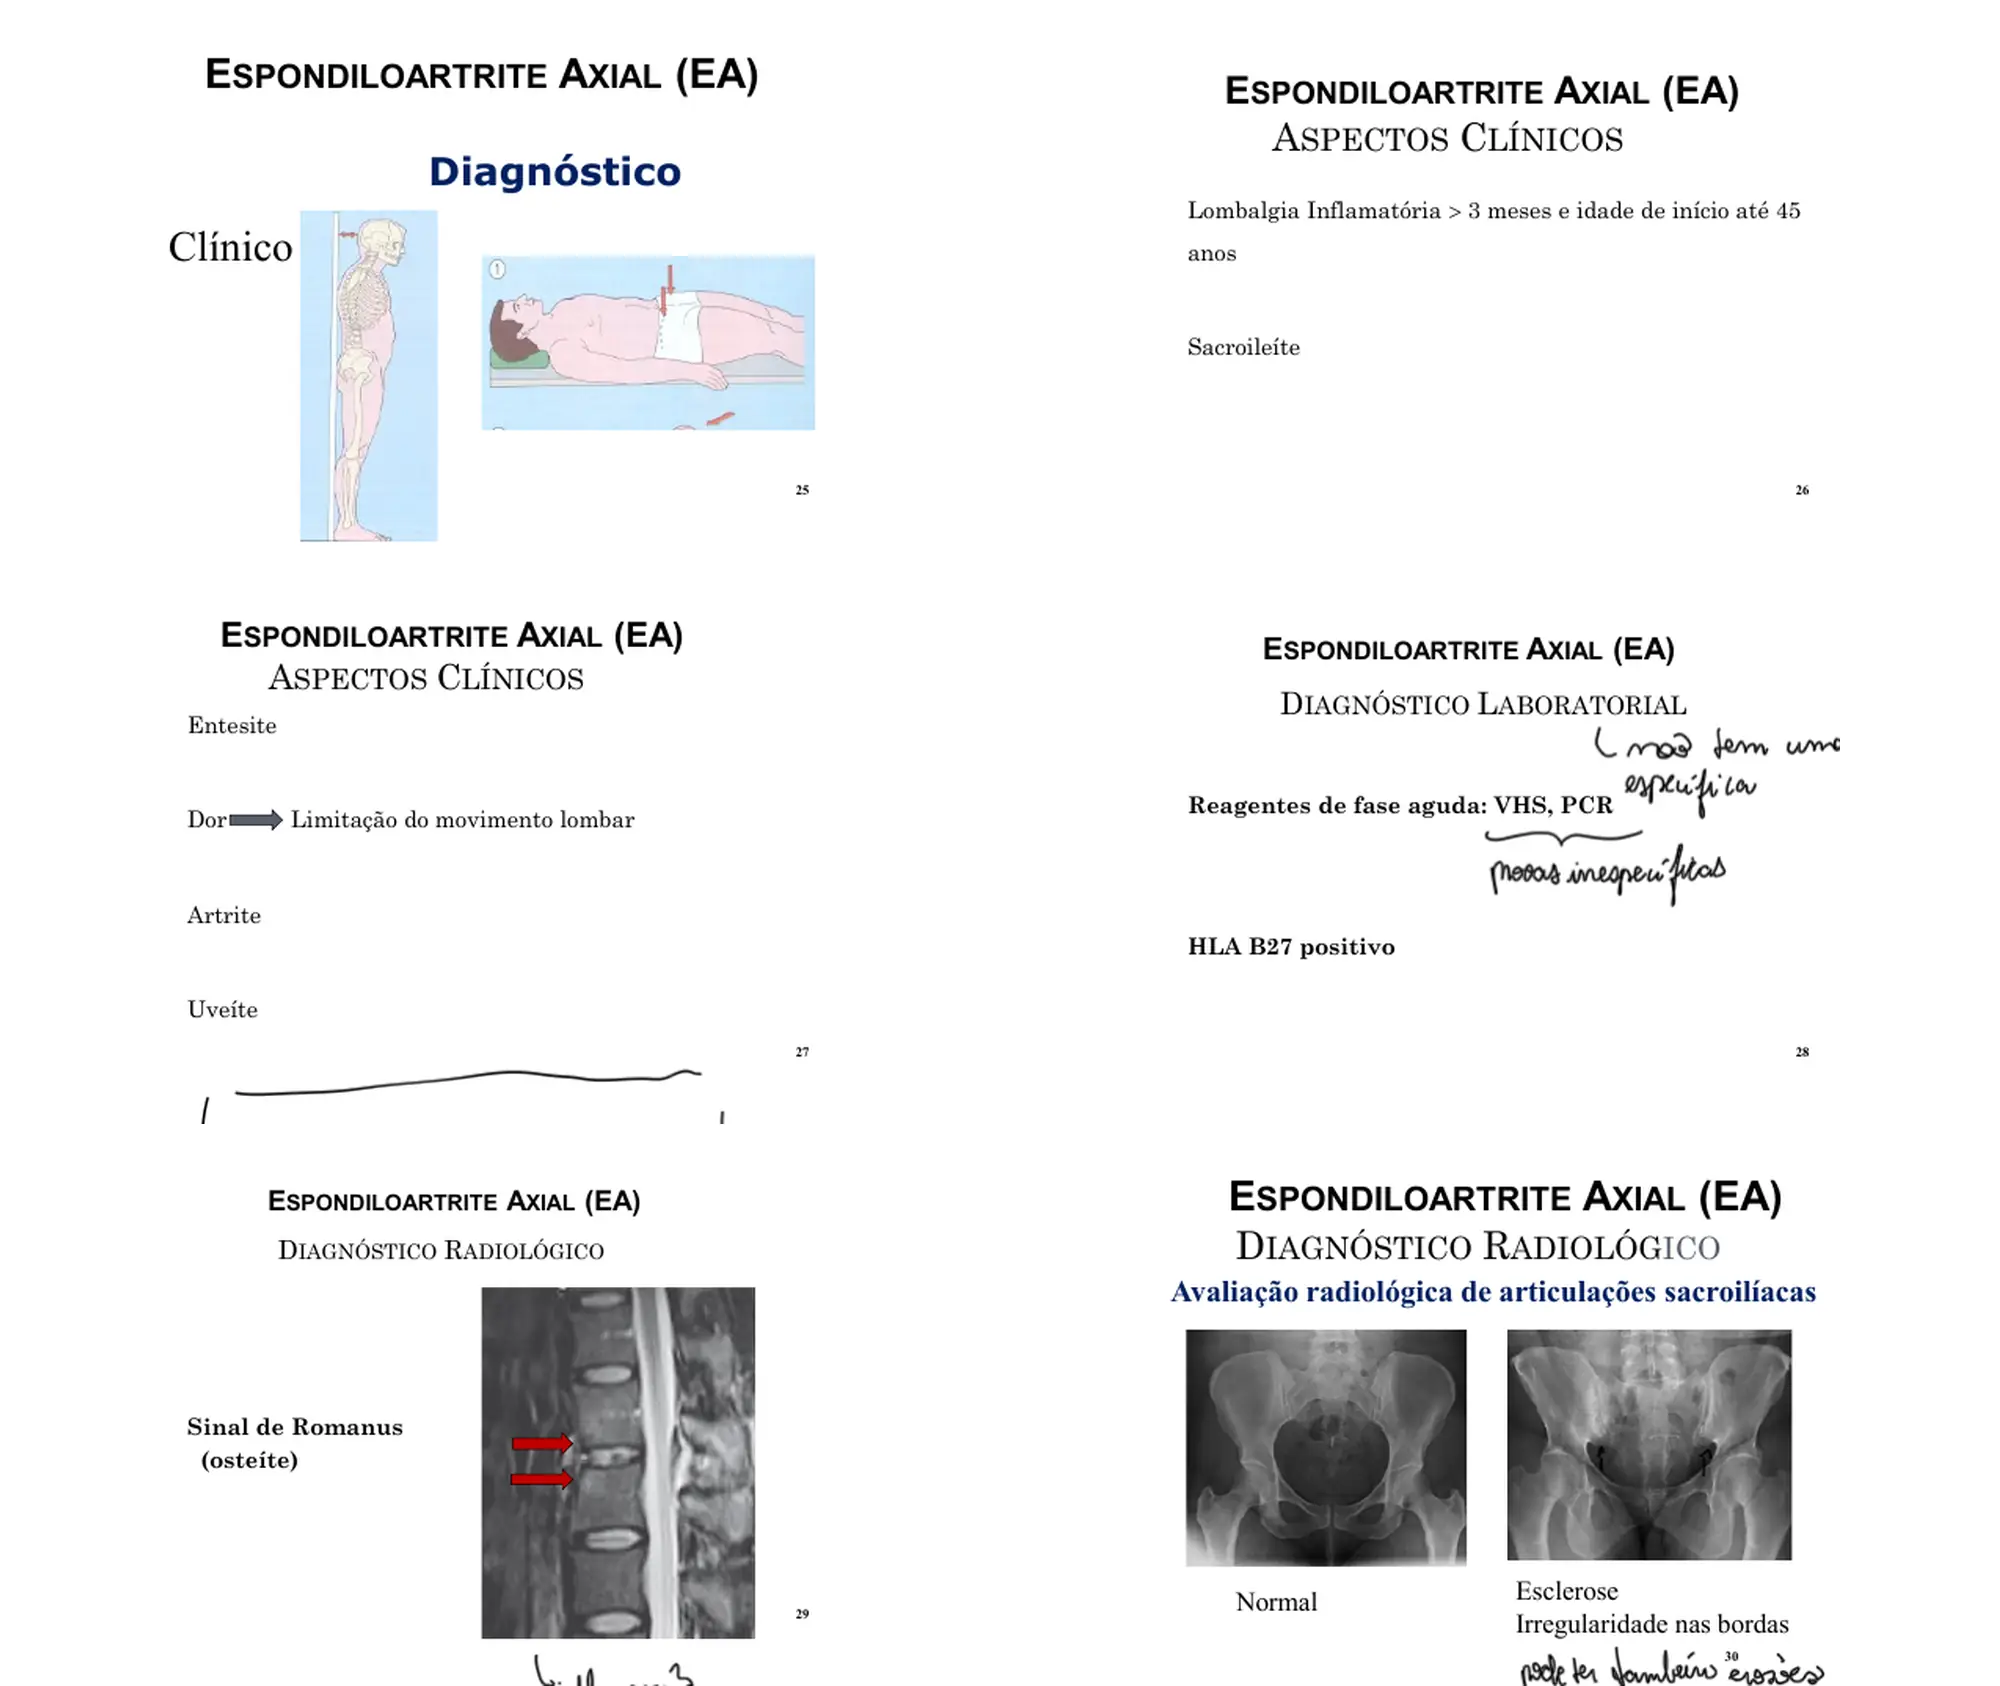 ESPONDILOARTRITE AXIAL (EA)
Diagnóstico
Clínico
1
25
ESPONDILOARTRITE AXIAL (EA)
ASPECTOS CLÍNICOS
Lombalgia Inflamatória > 3 meses e idade de início até 45
anos
Sacroileíte
26
ESPONDILOARTRITE AXIAL (EA)
ASPECTOS CLÍNICOS
Entesite
Dor Limitação do movimento lombar
Artrite
Uveíte
27
ESPONDILOARTRITE AXIAL (EA)
DIAGNÓSTICO LABORATORIAL
não tem uma
específica
Reagentes de fase aguda: VHS, PCR
provas inespecíficas
HLA B27 positivo
28
ESPONDILOARTRITE AXIAL (EA)
DIAGNÓSTICO RADIOLÓGICO
Sinal de Romanus
(osteíte)
29
ESPONDILOARTRITE AXIAL (EA)
DIAGNÓSTICO RADIOLÓGICO
Avaliação radiológica de articulações sacroilíacas
Normal
Esclerose
Irregularidade nas bordas
30
pode ter também erosões